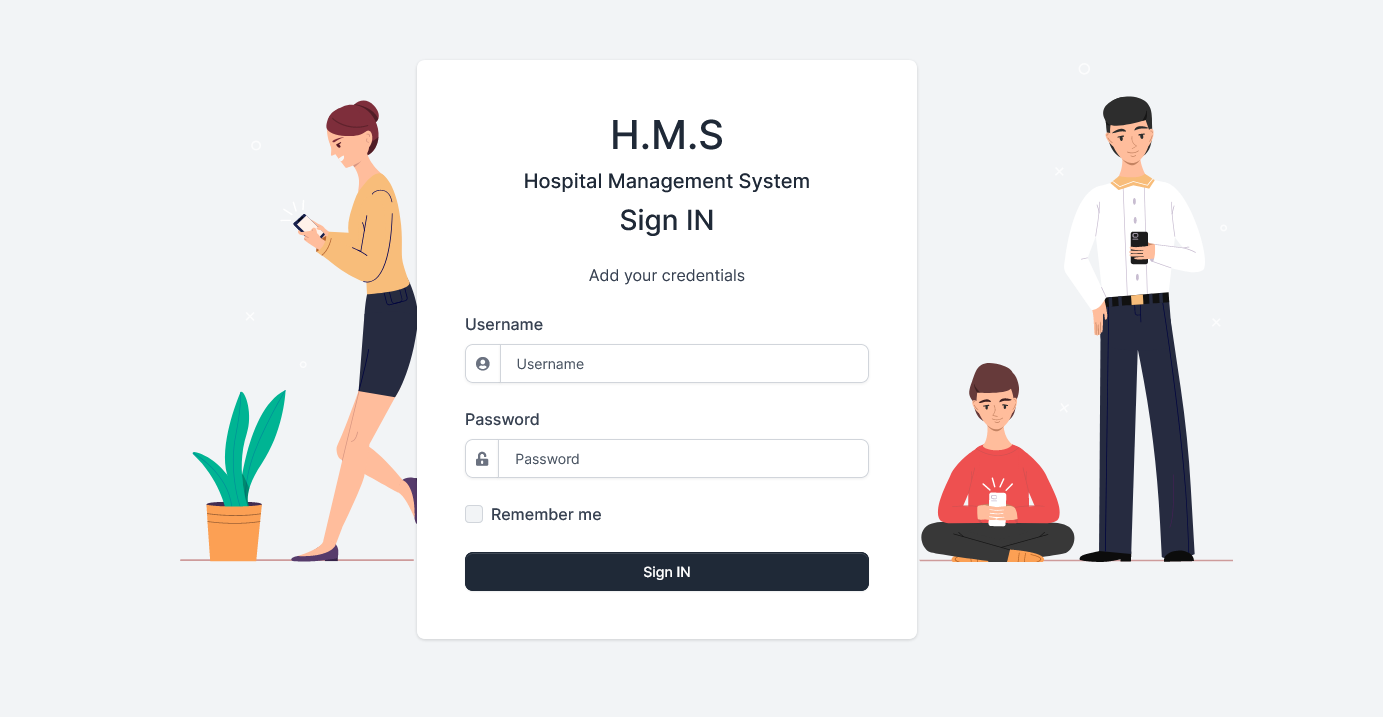 H.M.S
Hospital Management System
Sign IN
Add your credentials
Username
Username
Password
Password
Remember me
Sign IN